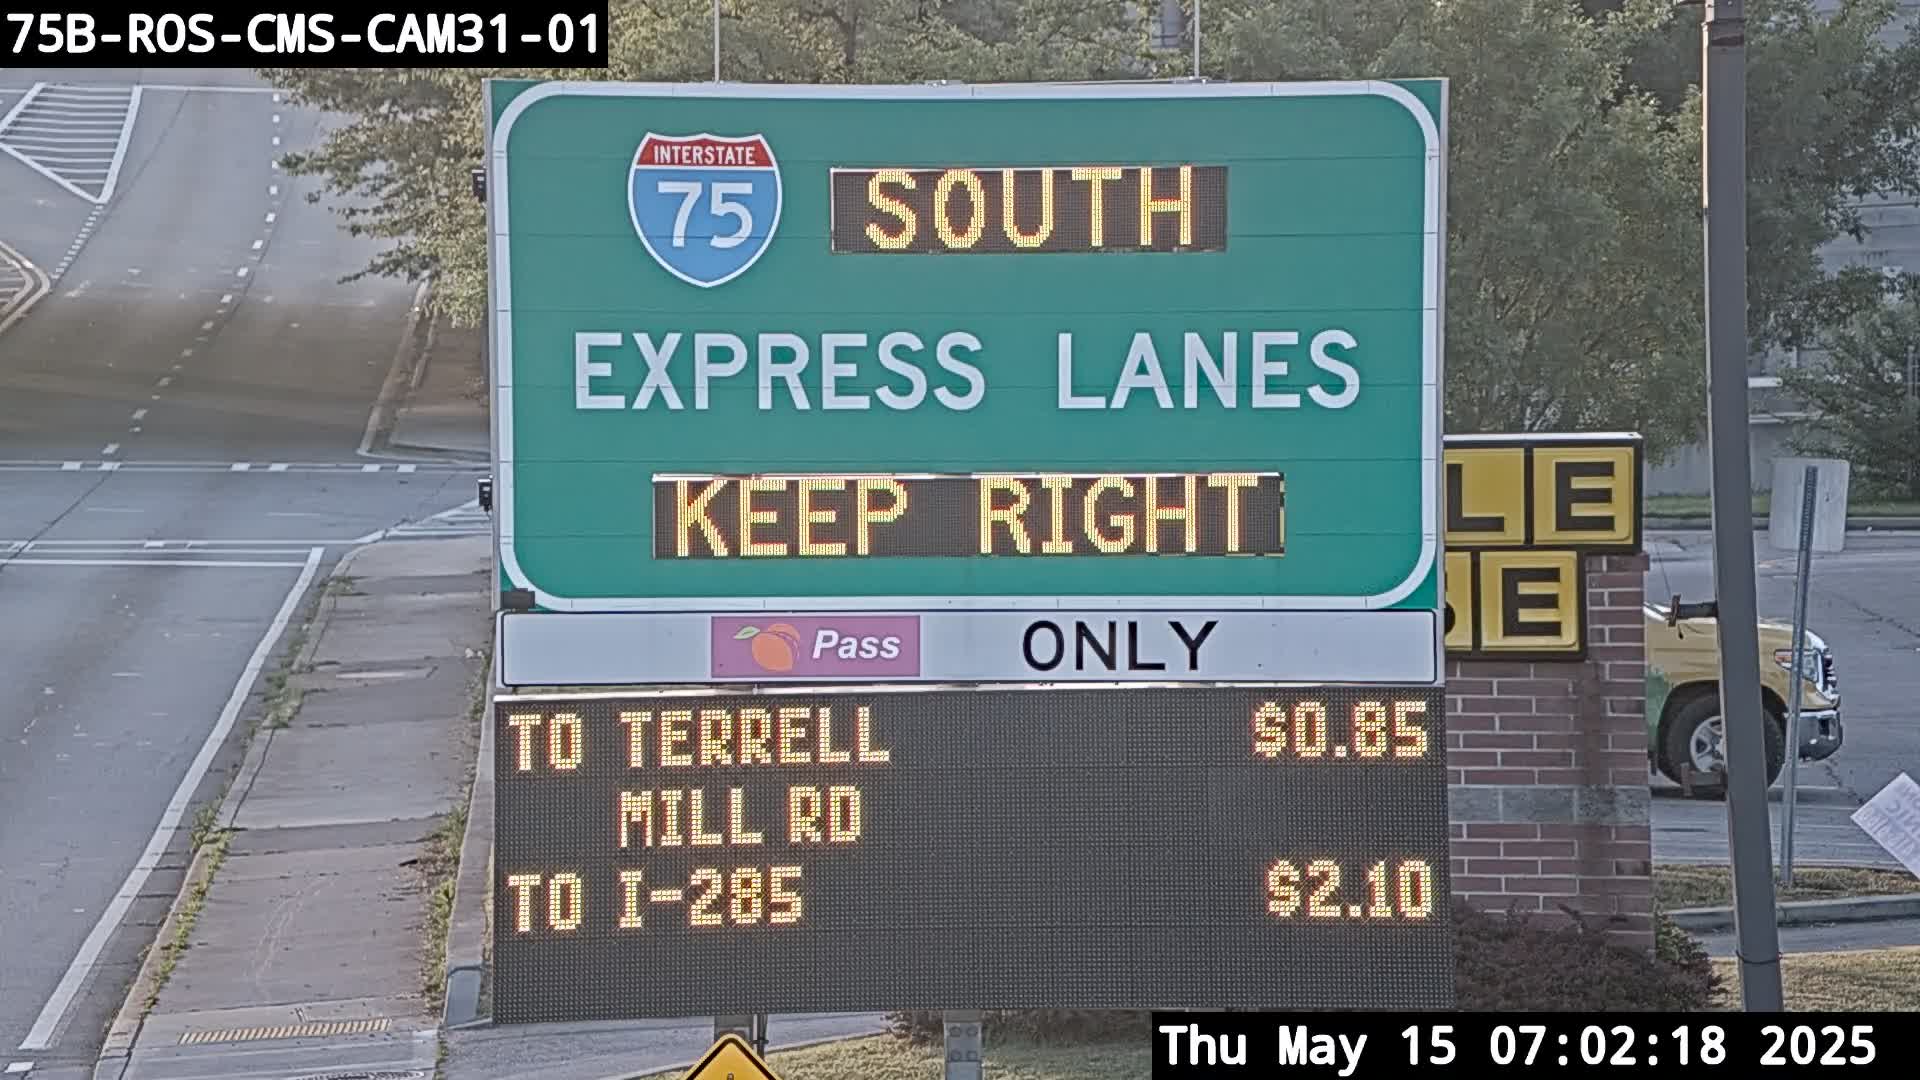 75B-ROS-CMS-CAM31-01
INTERSTATE
75
SOUTH
EXPRESS LANES
KEEP RIGHT
Pass ONLY
TO TERRELL $0.85
MILL RD
TO I-285 $2.10
LE
E
Thu May 15 07:02:18 2025